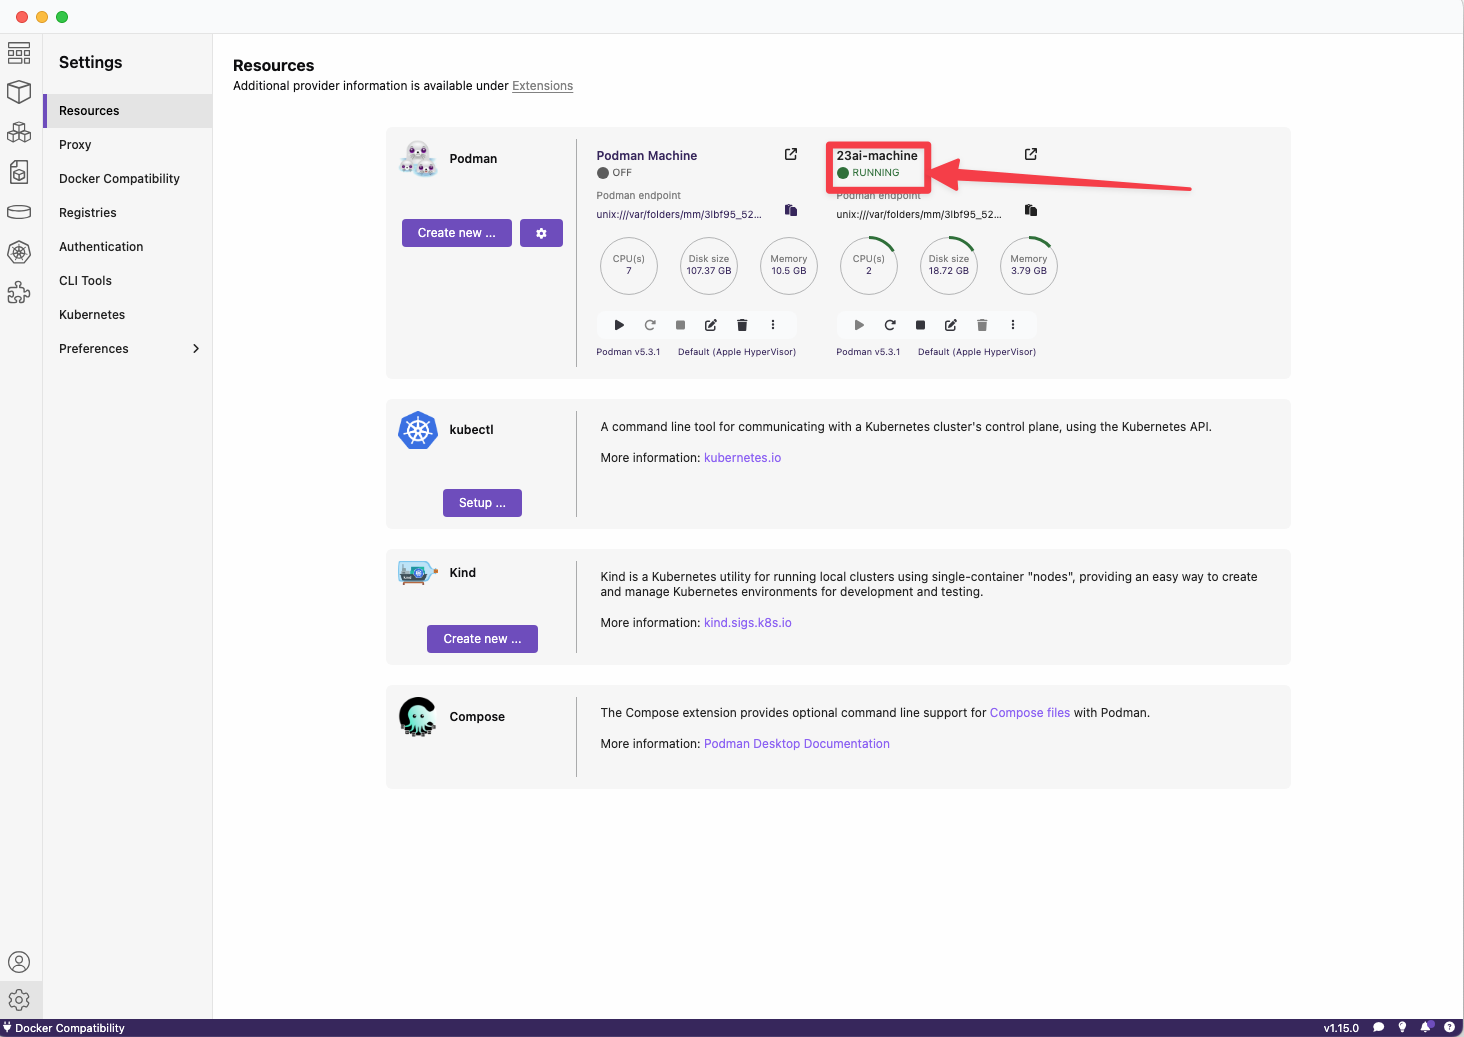 Settings
Resources
Proxy
Docker Compatibility
Registries
Authentication
CLI Tools
Kubernetes
Preferences
Resources
Additional provider information is available under Extensions
Podman
Create new ...
Podman Machine
OFF
Podman endpoint
unix:///var/folders/mm/3lbf95_52...
CPU(s)
7
Disk size
107.37 GB
Memory
10.5 GB
Podman v5.3.1
Default (Apple HyperVisor)
23ai-machine
RUNNING
Podman endpoint
unix:///var/folders/mm/3lbf95_52...
CPU(s)
2
Disk size
18.72 GB
Memory
3.79 GB
Podman v5.3.1
Default (Apple HyperVisor)
kubectl
Setup ...
A command line tool for communicating with a Kubernetes cluster's control plane, using the Kubernetes API.
More information: kubernetes.io
Kind
Create new ...
Kind is a Kubernetes utility for running local clusters using single-container "nodes", providing an easy way to create
and manage Kubernetes environments for development and testing.
More information: kind.sigs.k8s.io
Compose
The Compose extension provides optional command line support for Compose files with Podman.
More information: Podman Desktop Documentation
Docker Compatibility
v1.15.0